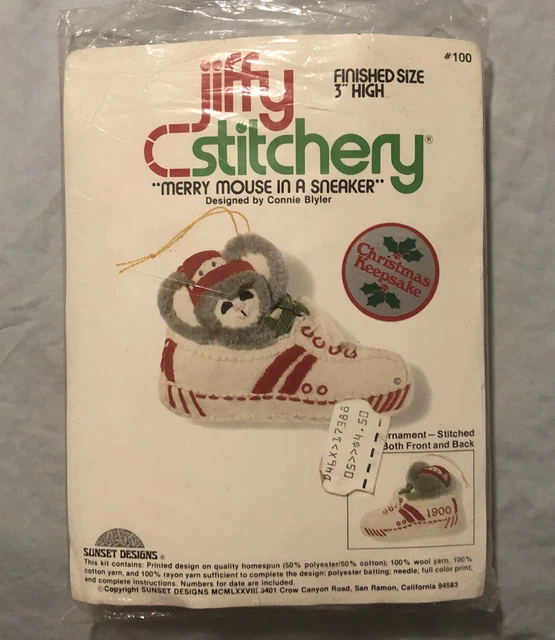 #100
jiffy
stitchery®
FINISHED SIZE
3" HIGH
"MERRY MOUSE IN A SNEAKER"
Designed by Connie Blyler
Christmas
Keepsake
©
D46X>17388
05>>$4.50
rnament—Stitched
Both Front and Back
1900
SUNSET DESIGNS®
This kit contains: Printed design on quality homespun (50% polyester/50% cotton); 100% wool yarn, 100%
cotton yarn, and 100% rayon yarn sufficient to complete the design; polyester batting; needle; full color print;
and complete instructions. Numbers for date are included.
©Copyright SUNSET DESIGNS MCMLXXVIII 3401 Crow Canyon Road, San Ramon, California 94583